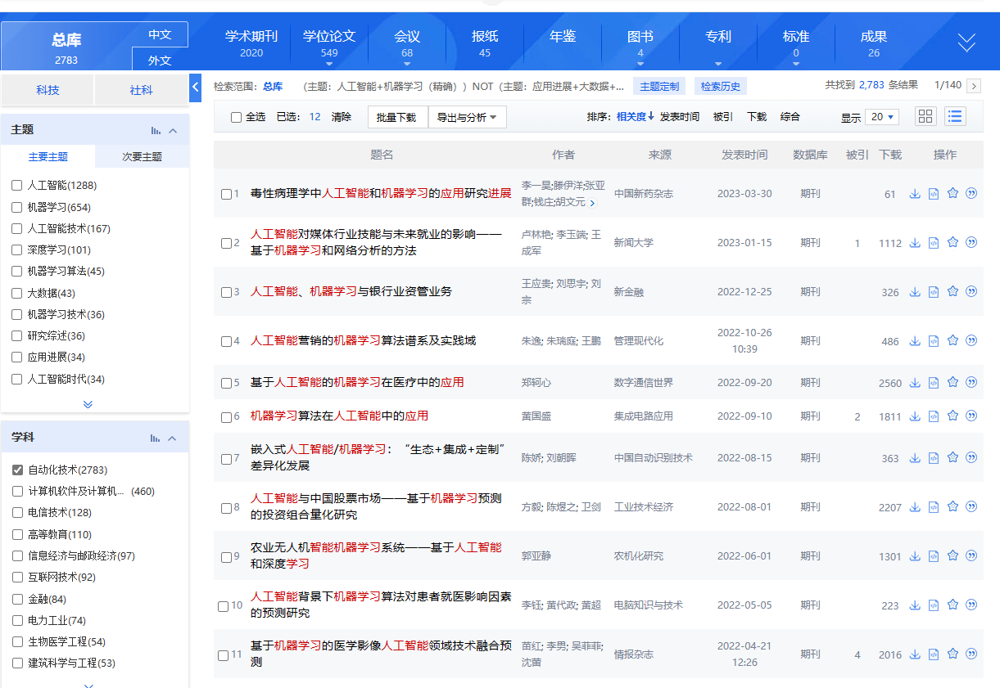 总库
2783
中文
外文
学术期刊
2020
学位论文
549
会议
68
报纸
45
年鉴
图书
4
专利
标准
0
成果
26
科技
社科
主题
主要主题
次要主题
人工智能(1288)
机器学习(654)
人工智能技术(167)
深度学习(101)
机器学习算法(45)
大数据(43)
机器学习技术(36)
研究综述(36)
应用进展(34)
人工智能时代(34)
学科
自动化技术(2783)
计算机软件及计算机... (460)
电信技术(128)
高等教育(110)
信息经济与邮政经济(97)
互联网技术(92)
金融(84)
电力工业(74)
生物医学工程(54)
建筑科学与工程(53)
检索范围：总库 （主题：人工智能+机器学习（精确））NOT（主题：应用进展+大数据+... 主题定制 检索历史 共找到 2,783 条结果 1/140
全选 已选：12 清除 批量下载 导出与分析 排序：相关度 发表时间 被引 下载 综合 显示 20
题名 作者 来源 发表时间 数据库 被引 下载 操作
1 毒性病理学中人工智能和机器学习的应用研究进展 李一昊;滕伊洋;张亚群;钱庄;胡文元 中国新药杂志 2023-03-30 期刊 61
2 人工智能对媒体行业技能与未来就业的影响——
基于机器学习和网络分析的方法 卢林艳; 李玉端; 王成军 新闻大学 2023-01-15 期刊 1 1112
3 人工智能、机器学习与银行业资管业务 王应贵; 刘思宇; 刘宗 新金融 2022-12-25 期刊 326
4 人工智能营销的机器学习算法谱系及实践域 朱逸; 朱瑞庭; 王鹏 管理现代化 2022-10-26
10:39 期刊 486
5 基于人工智能的机器学习在医疗中的应用 郑轲心 数字通信世界 2022-09-20 期刊 2560
6 机器学习算法在人工智能中的应用 黄国盛 集成电路应用 2022-09-10 期刊 2 1811
7 嵌入式人工智能/机器学习：“生态+集成+定制”
差异化发展 陈娇; 刘朝晖 中国自动识别技术 2022-08-15 期刊 363
8 人工智能与中国股票市场——基于机器学习预测
的投资组合量化研究 方毅; 陈煜之; 卫剑 工业技术经济 2022-08-01 期刊 2207
9 农业无人机智能机器学习系统——基于人工智能
和深度学习 郭亚静 农机化研究 2022-06-01 期刊 1301
10 人工智能背景下机器学习算法对患者就医影响因素
的预测研究 李钰; 黄代政; 黄超 电脑知识与技术 2022-05-05 期刊 223
11 基于机器学习的医学影像人工智能领域技术融合预
测 苗红; 李男; 吴菲菲; 沈菌 情报杂志 2022-04-21
12:26 期刊 4 2016